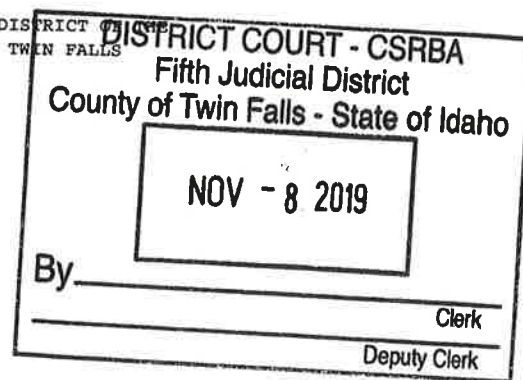 DISTRICT OF THE
TWIN FALLS
DISTRICT COURT - CSRBA
Fifth Judicial District
County of Twin Falls - State of Idaho
NOV - 8 2019
By
Clerk
Deputy Clerk